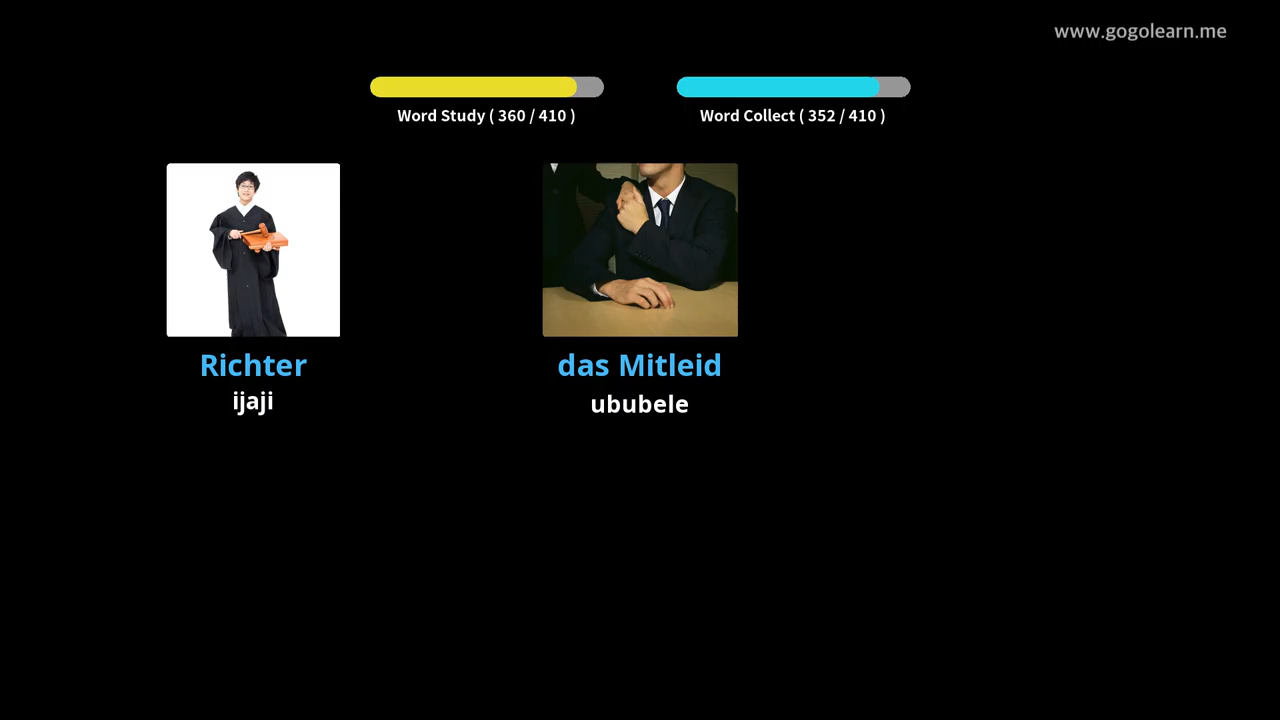 www.gogolearn.me
Word Study ( 360 / 410 )
Word Collect ( 352 / 410 )
Richter
ijaji
das Mitleid
ububele